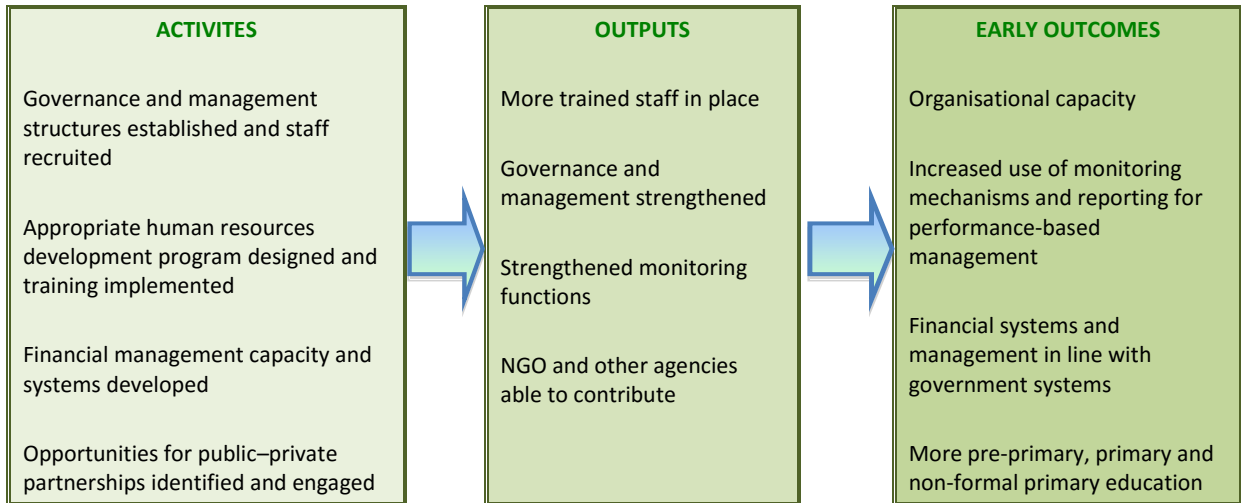 ACTIVITES
Governance and management
structures established and staff
recruited
Appropriate human resources
development program designed and
training implemented
Financial management capacity and
systems developed
Opportunities for public–private
partnerships identified and engaged
OUTPUTS
More trained staff in place
Governance and
management strengthened
Strengthened monitoring
functions
NGO and other agencies
able to contribute
EARLY OUTCOMES
Organisational capacity
Increased use of monitoring
mechanisms and reporting for
performance-based
management
Financial systems and
management in line with
government systems
More pre-primary, primary and
non-formal primary education